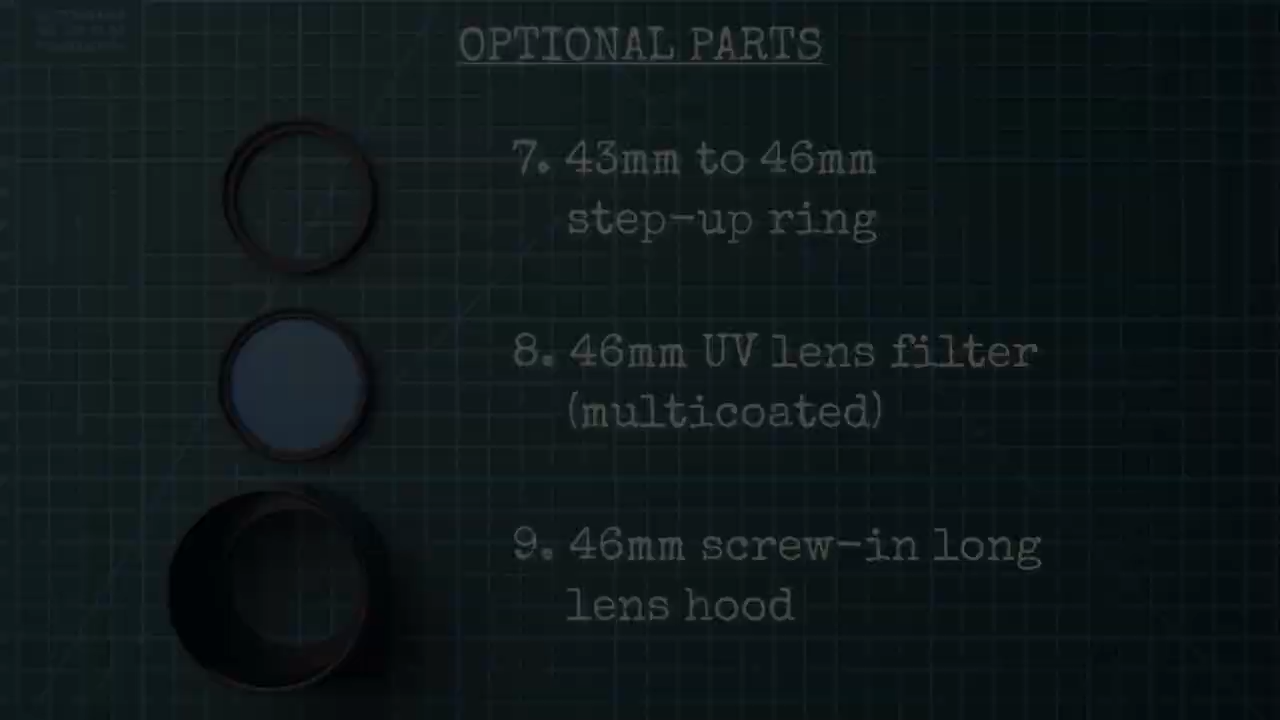 OPTIONAL PARTS
7. 43mm to 46mm
step-up ring
8. 46mm UV lens filter
(multicoated)
9. 46mm screw-in long
lens hood